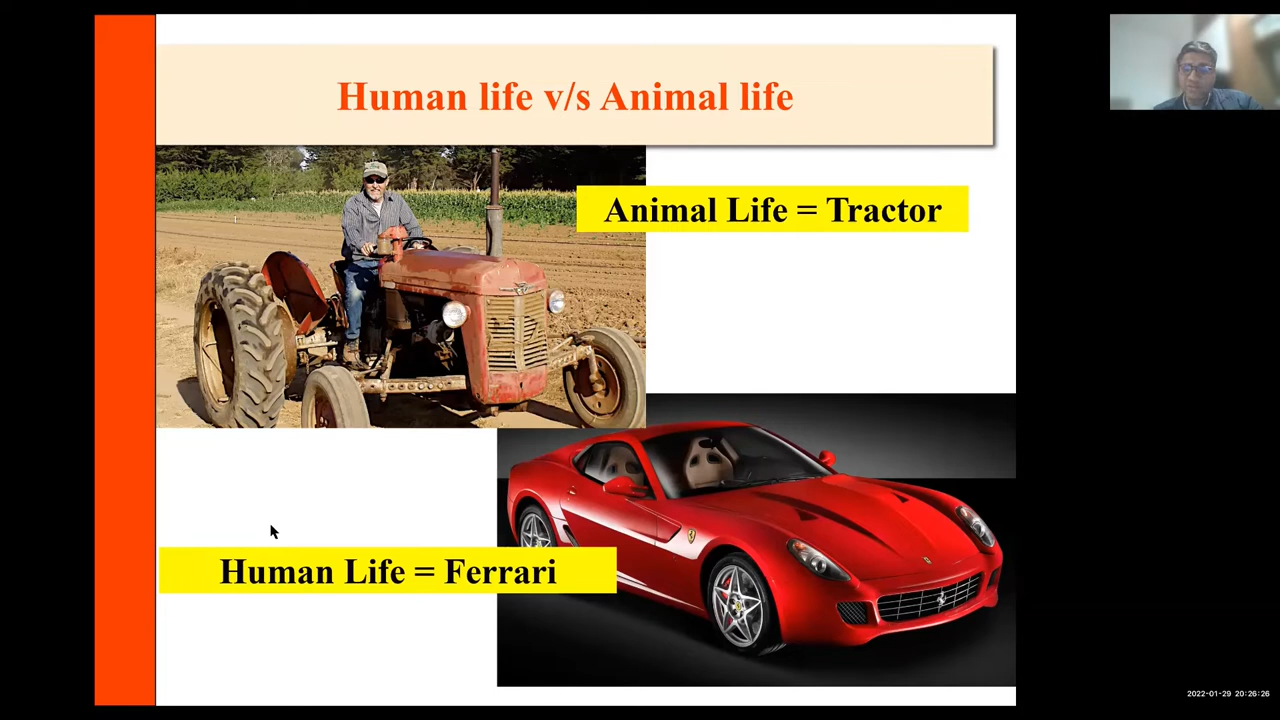 Human life v/s Animal life
Animal Life = Tractor
Human Life = Ferrari
2022-01-29 20:26:26